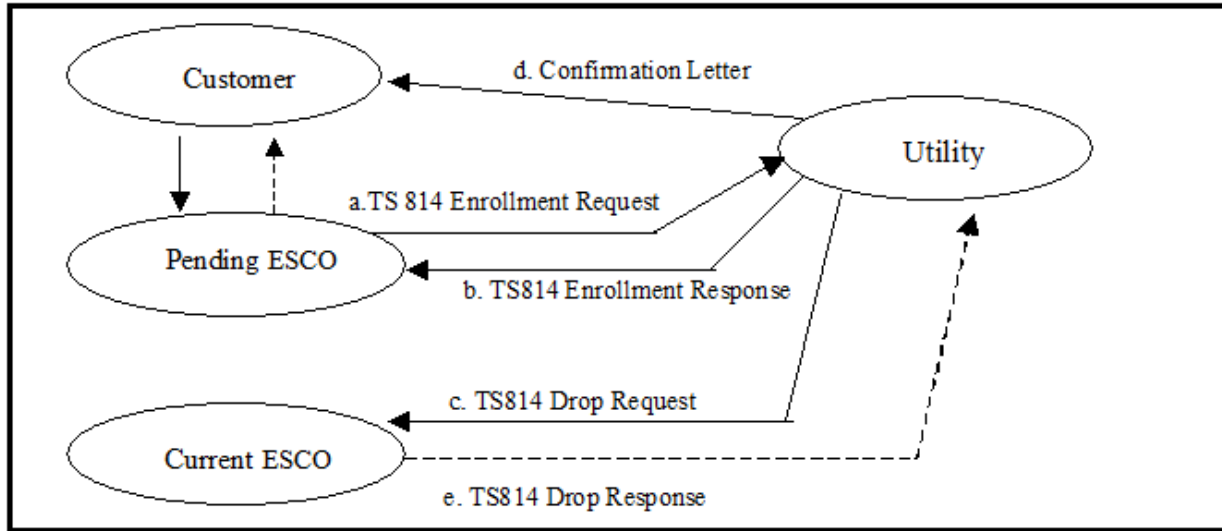 Customer
d. Confirmation Letter
Utility
a.TS 814 Enrollment Request
Pending ESCO
b. TS814 Enrollment Response
c. TS814 Drop Request
Current ESCO
e. TS814 Drop Response